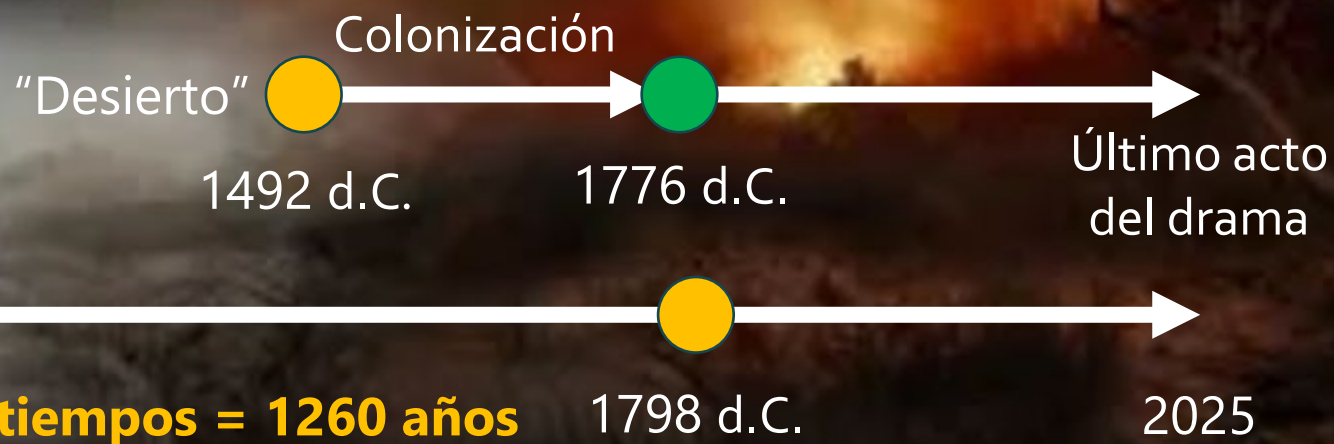 Colonización
“Desierto”
1492 d.C.
1776 d.C.
Último acto
del drama
tiempos = 1260 años
1798 d.C.
2025